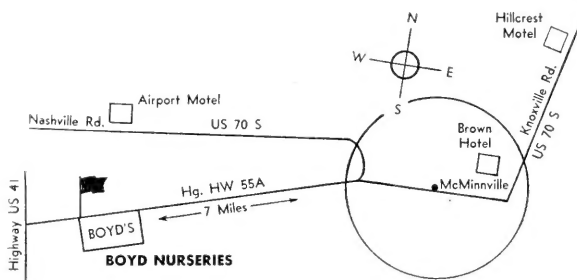 N
W
E
S
Hillcrest
Motel
Airport Motel
Nashville Rd.
US 70 S
Knoxville Rd.
US 70 S
Brown
Hotel
McMinnville
Hg. HW 55A
7 Miles
Highway US 41
BOYD'S
BOYD NURSERIES